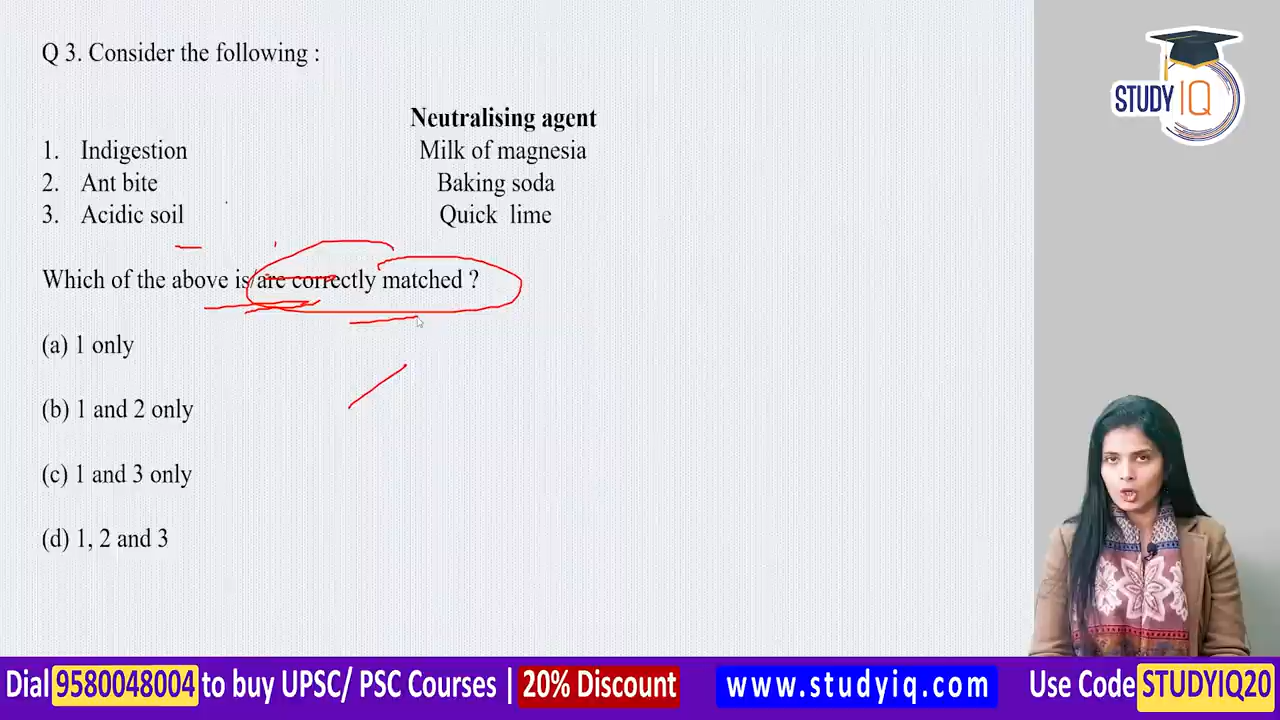 Q 3. Consider the following :
Neutralising agent
1. Indigestion Milk of magnesia
2. Ant bite Baking soda
3. Acidic soil Quick lime
Which of the above is/are correctly matched ?
(a) 1 only
(b) 1 and 2 only
(c) 1 and 3 only
(d) 1, 2 and 3
STUDY IQ
Dial 9580048004 to buy UPSC/ PSC Courses | 20% Discount www.studyiq.com Use Code STUDYIQ20